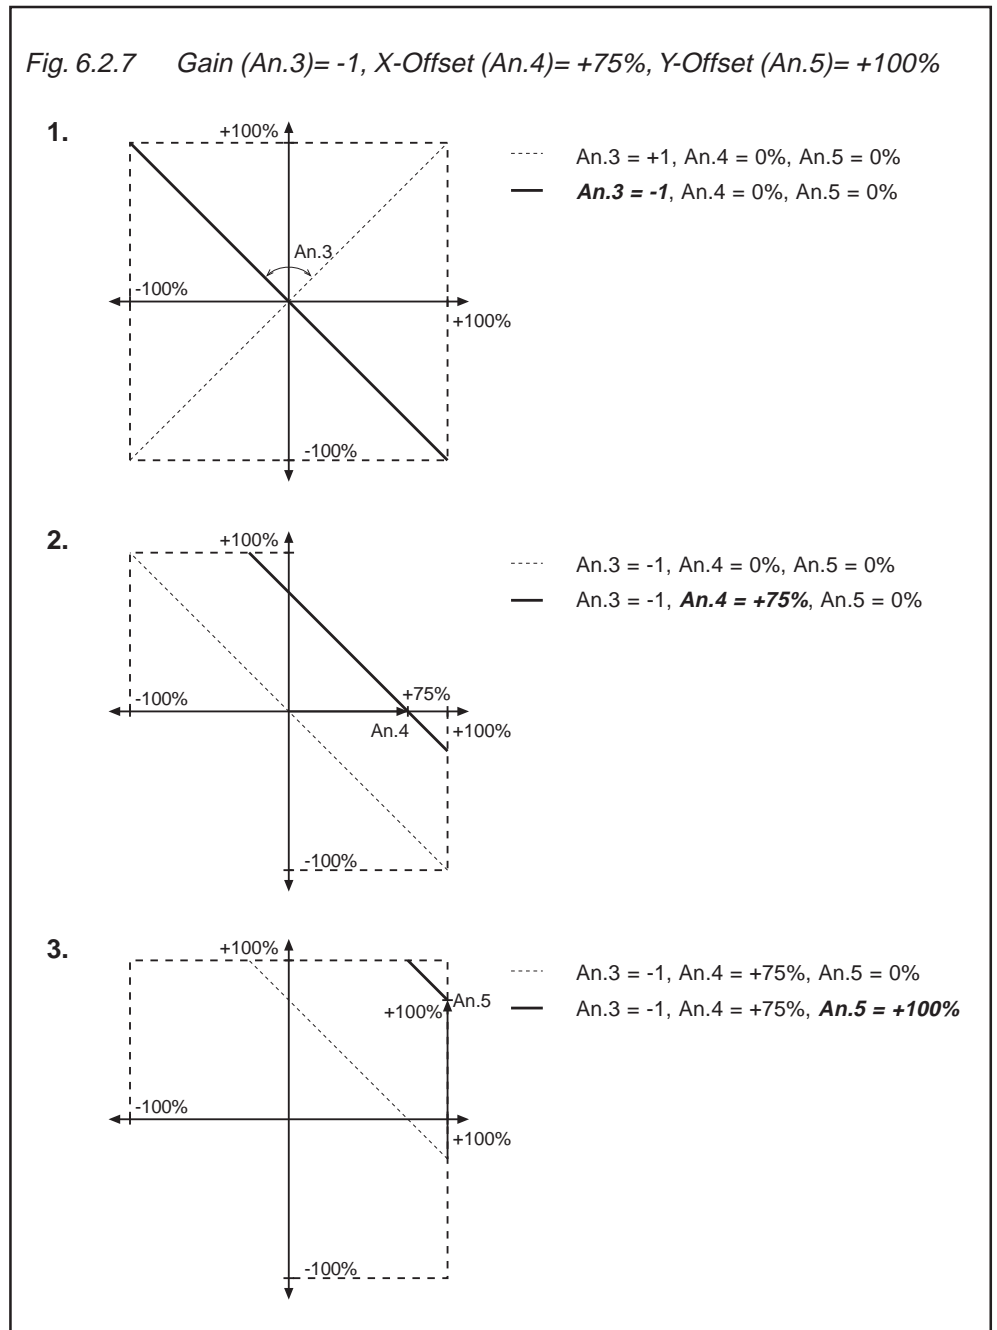 Fig. 6.2.7 Gain (An.3)= -1, X-Offset (An.4)= +75%, Y-Offset (An.5)= +100%
1.
+100%
An.3 = +1, An.4 = 0%, An.5 = 0%
An.3 = -1, An.4 = 0%, An.5 = 0%
An.3
-100%
+100%
-100%
2.
+100%
An.3 = -1, An.4 = 0%, An.5 = 0%
An.3 = -1, An.4 = +75%, An.5 = 0%
-100%
+75%
An.4
+100%
-100%
3.
+100%
An.3 = -1, An.4 = +75%, An.5 = 0%
An.5
+100%
An.3 = -1, An.4 = +75%, An.5 = +100%
-100%
+100%
-100%